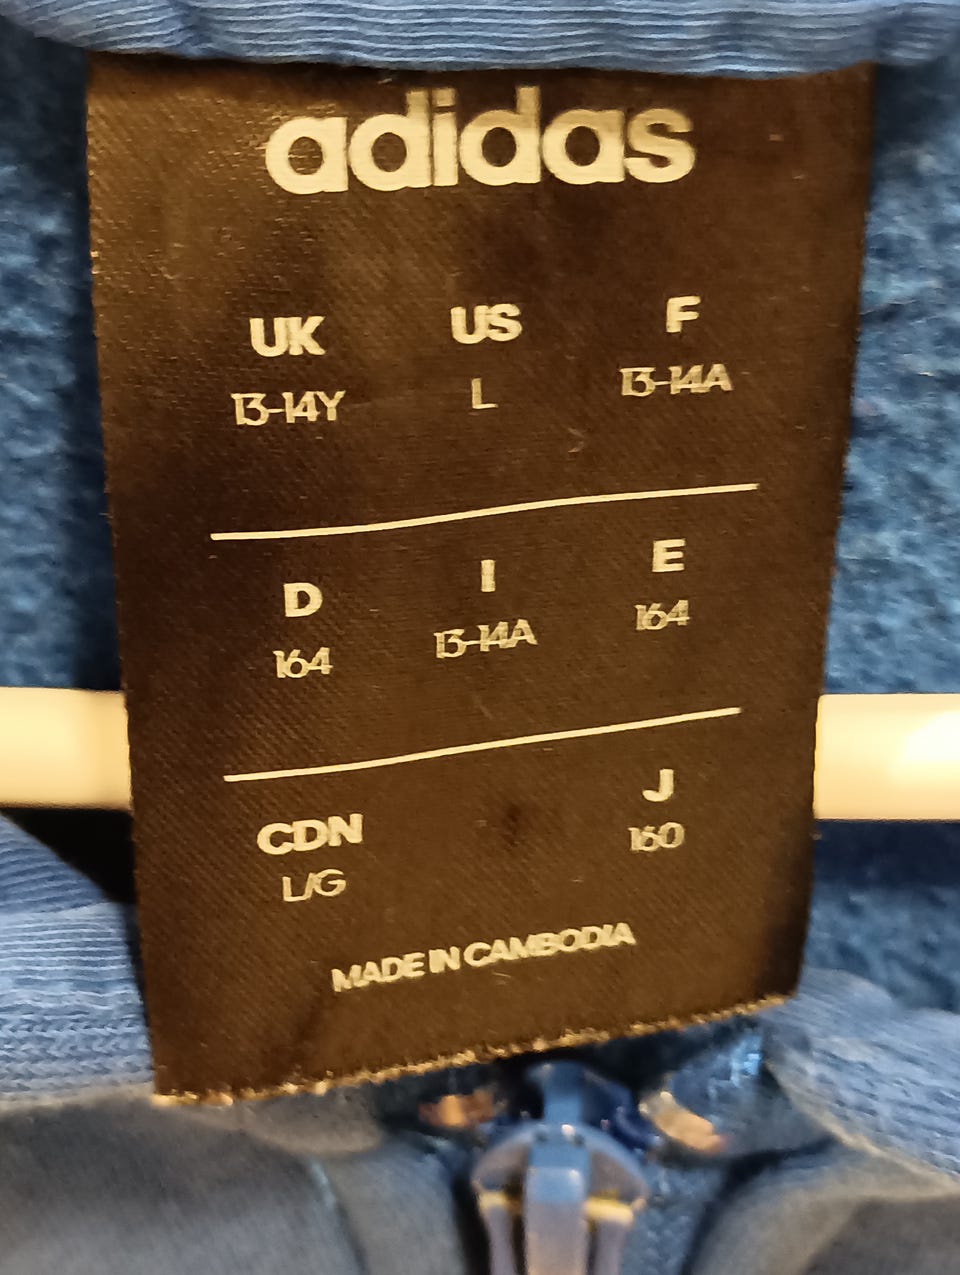 adidas
UK US F
13-14Y L 13-14A
D I E
164 13-14A 164
CDN J
L/G 160
MADE IN CAMBODIA